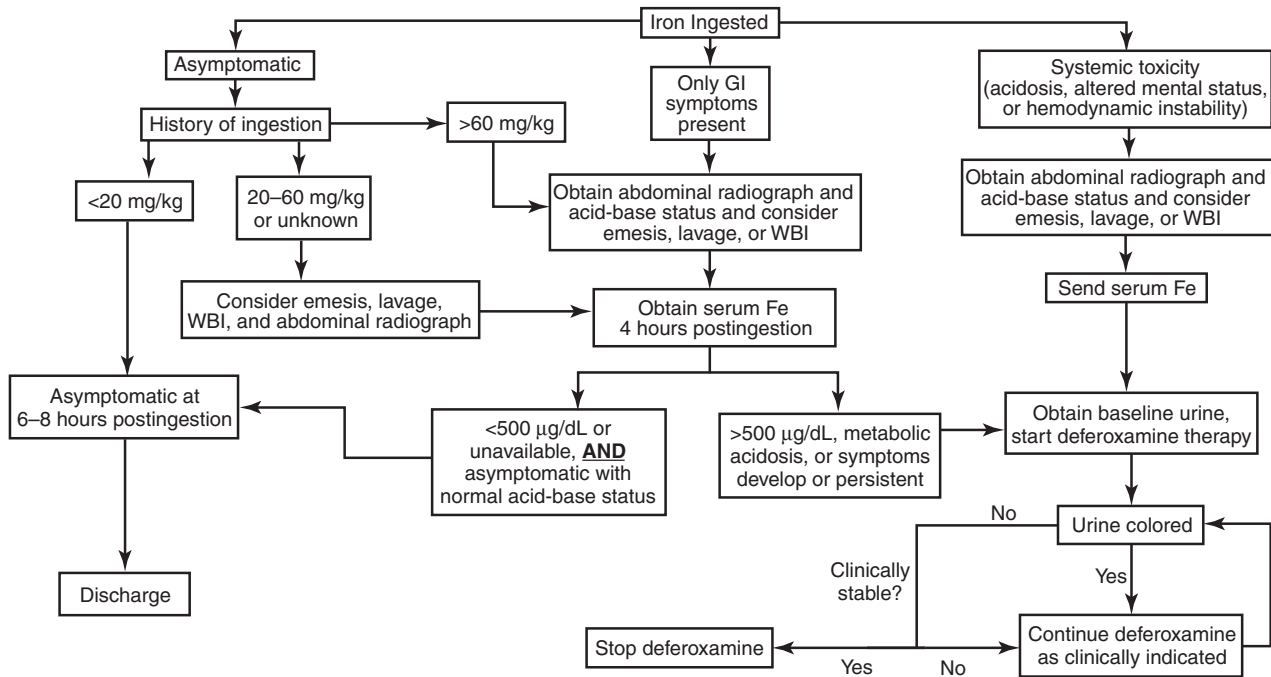 Iron Ingested
Asymptomatic
History of ingestion
>60 mg/kg
<20 mg/kg
20–60 mg/kg
or unknown
Consider emesis, lavage,
WBI, and abdominal radiograph
Only GI
symptoms
present
Obtain abdominal radiograph and
acid-base status and consider
emesis, lavage, or WBI
Obtain serum Fe
4 hours postingestion
Systemic toxicity
(acidosis, altered mental status,
or hemodynamic instability)
Obtain abdominal radiograph and
acid-base status and consider
emesis, lavage, or WBI
Send serum Fe
Asymptomatic at
6–8 hours postingestion
<500 µg/dL or
unavailable, AND
asymptomatic with
normal acid-base status
>500 µg/dL, metabolic
acidosis, or symptoms
develop or persistent
Obtain baseline urine,
start deferoxamine therapy
Discharge
Urine colored
No
Yes
Clinically
stable?
Stop deferoxamine
Yes
No
Continue deferoxamine
as clinically indicated